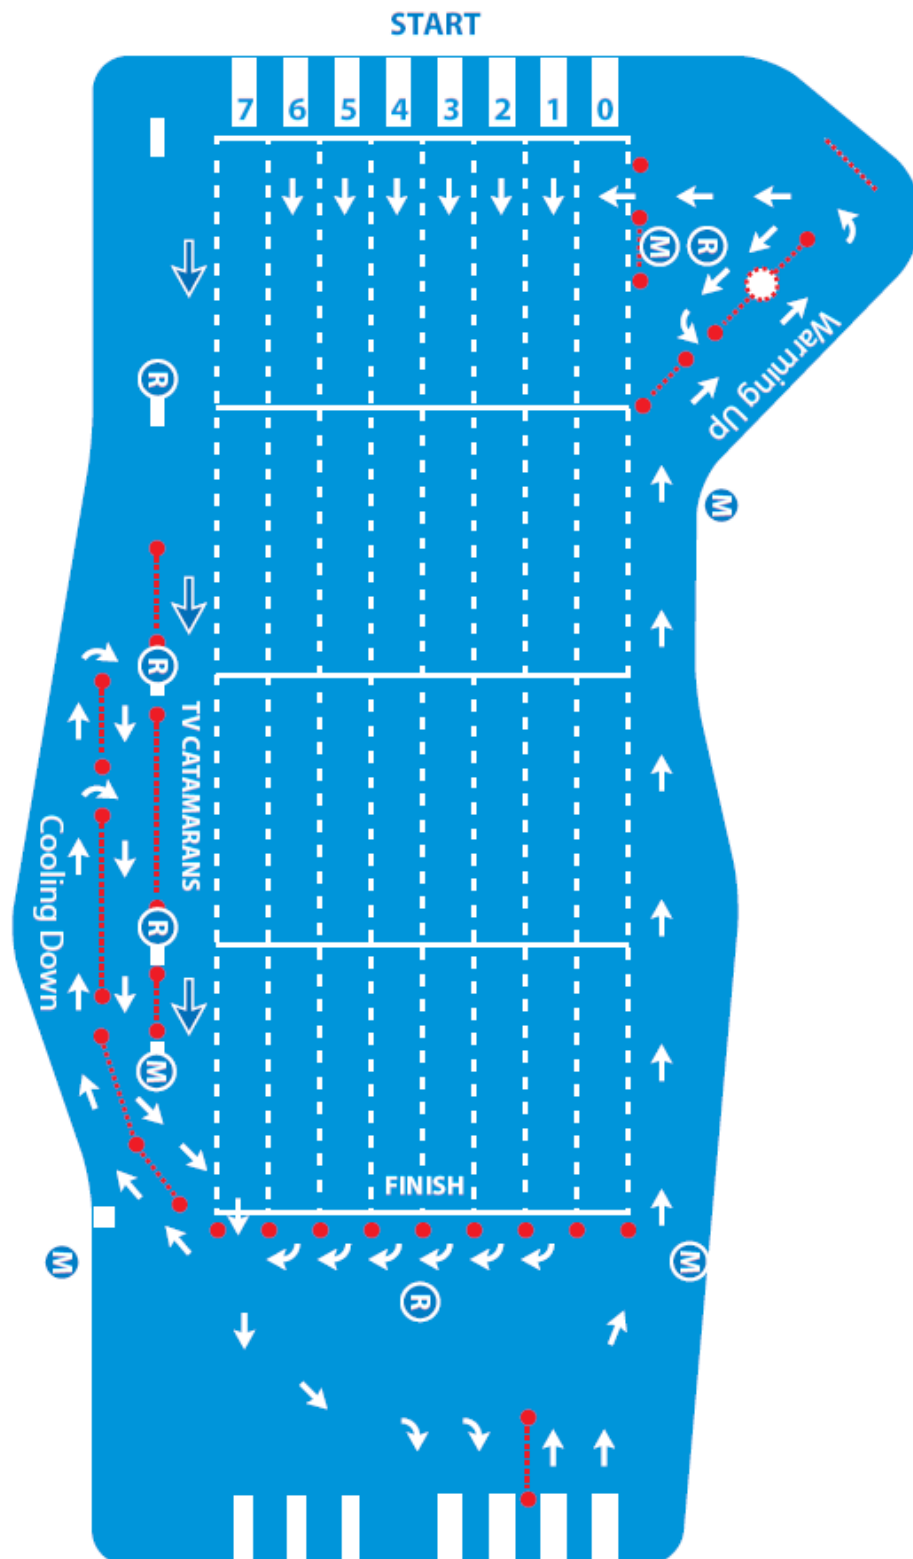 START
7 6 5 4 3 2 1 0
M R
R
Warming Up
M
R
TV CATAMARANS
Cooling Down
R
M
FINISH
M
M
R